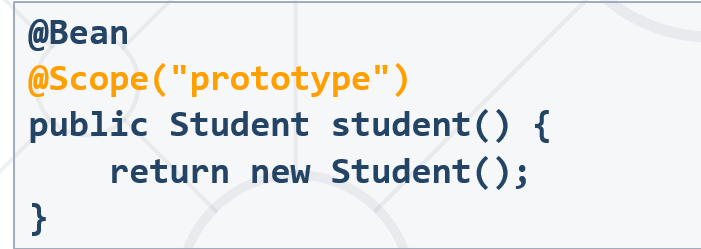 @Bean
@Scope("prototype")
public Student student() {
    return new Student();
}